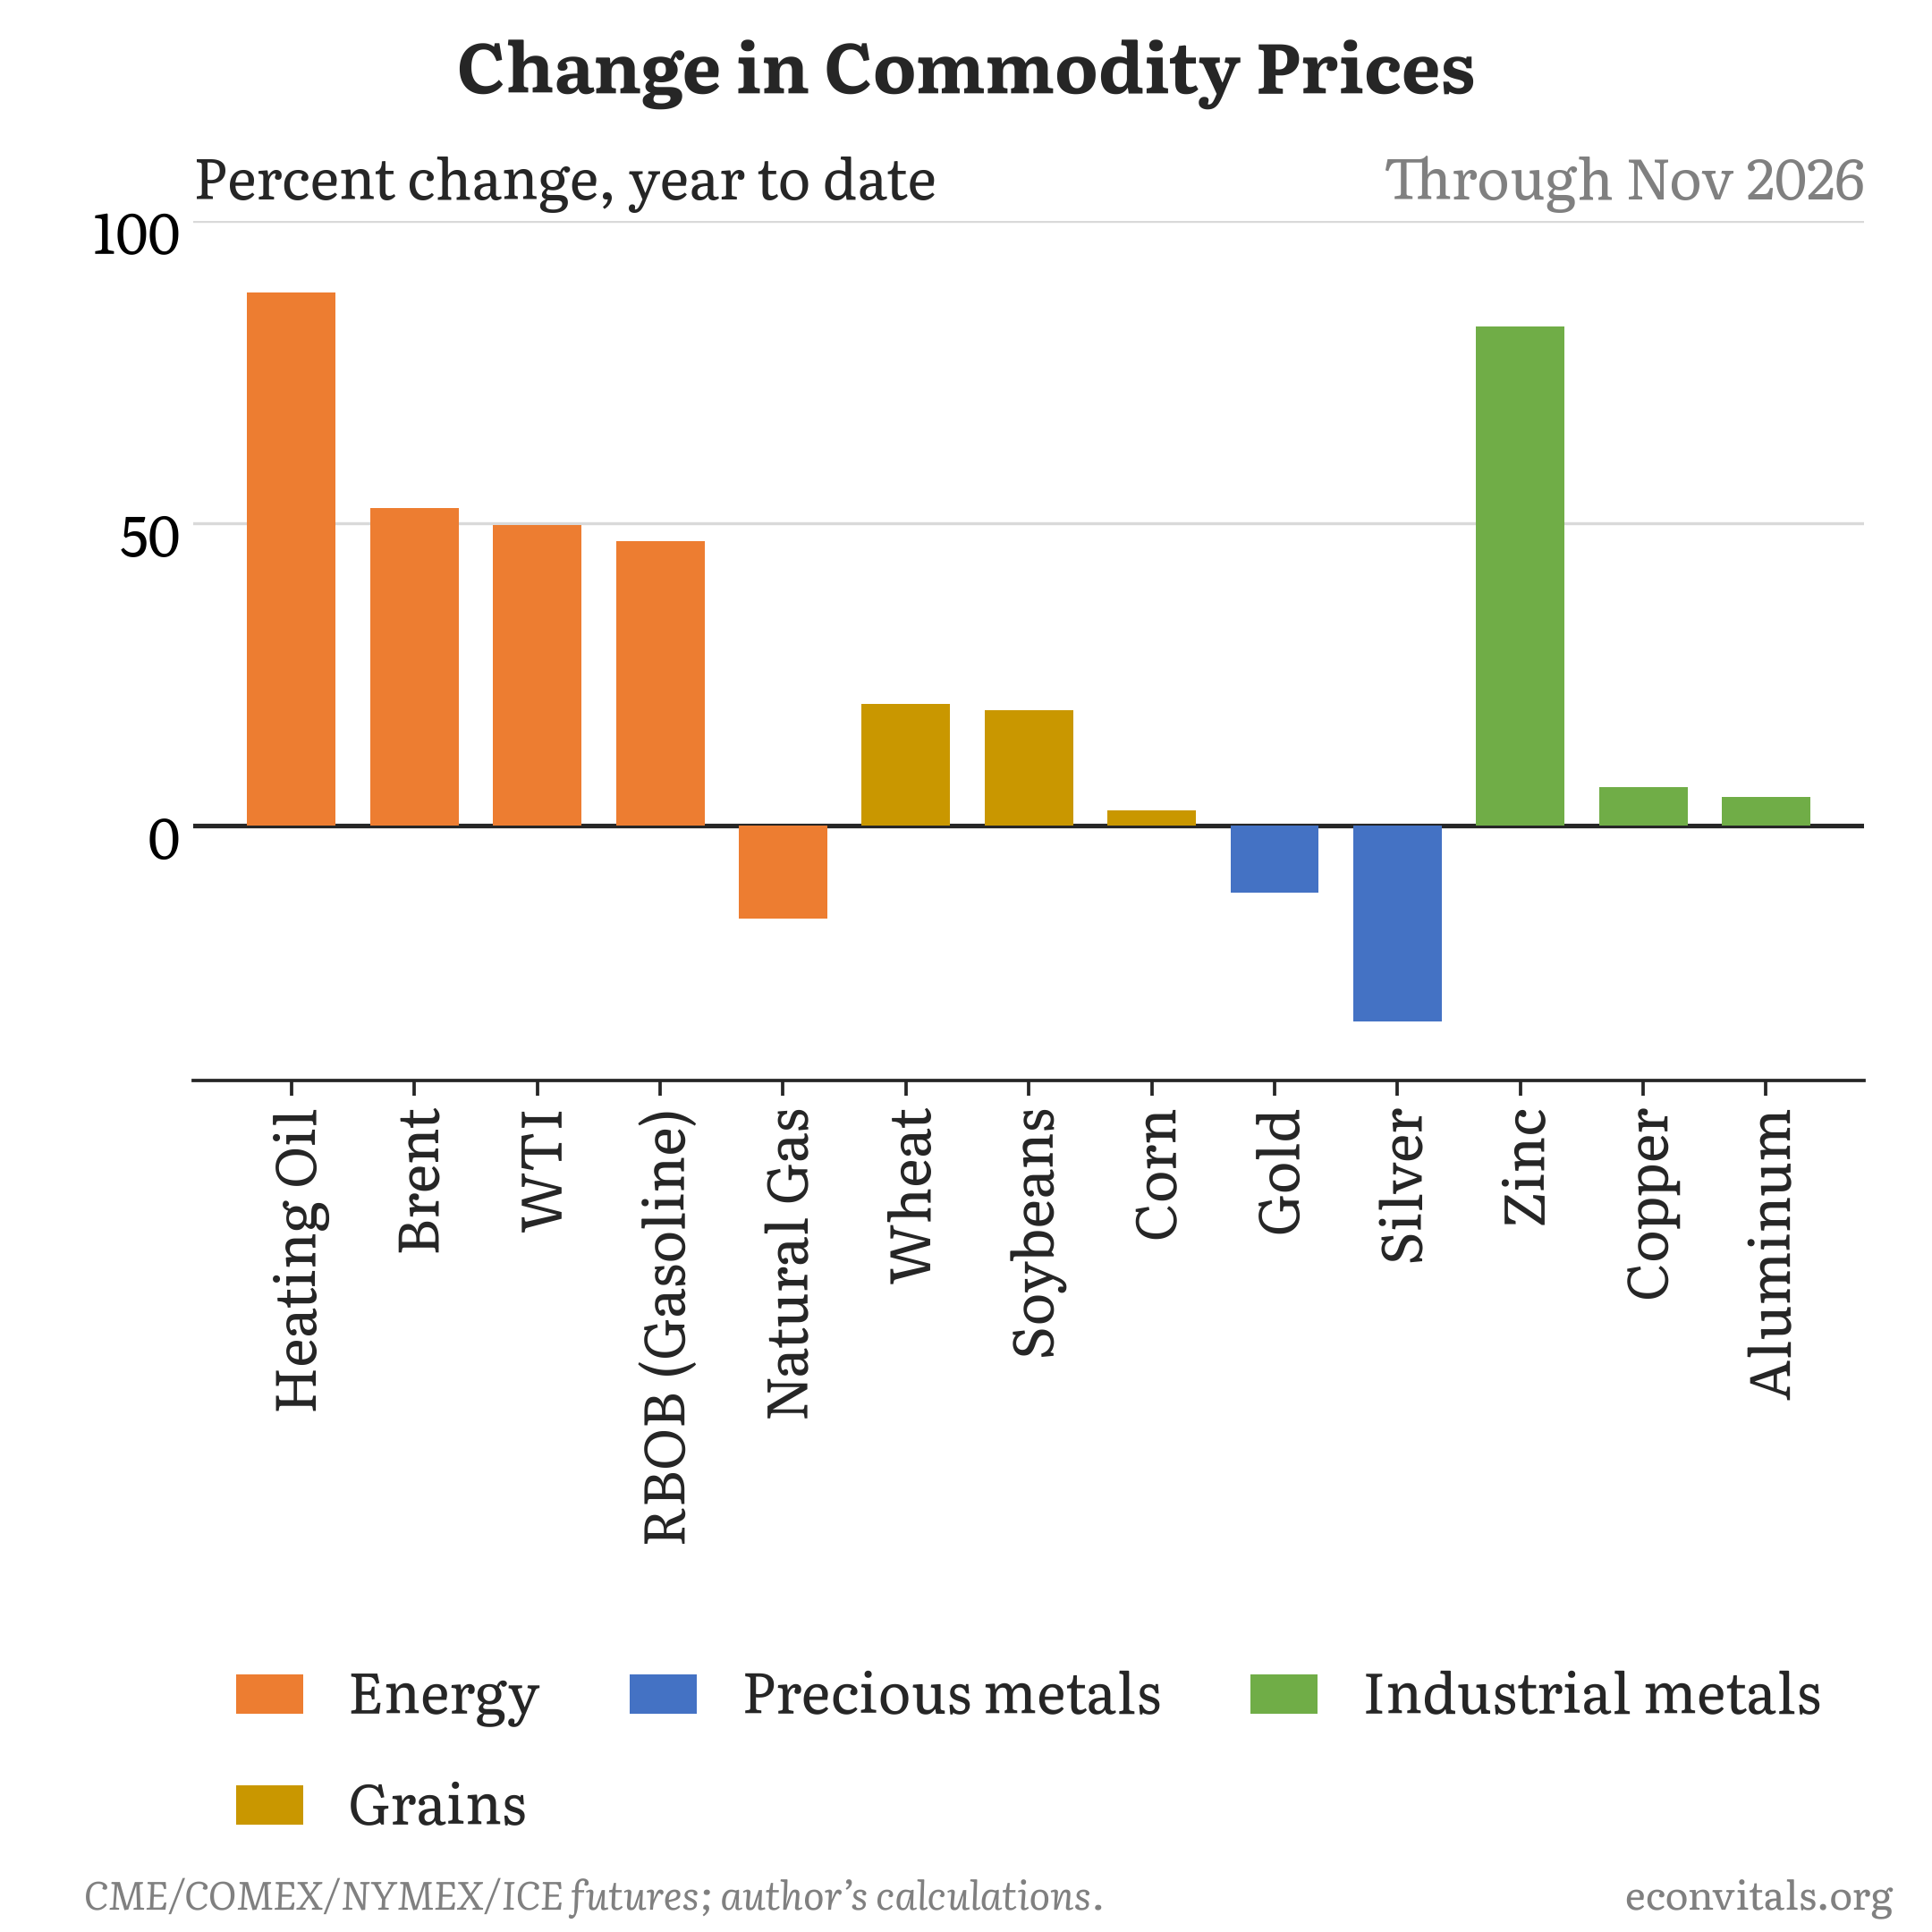 Change in Commodity Prices
Percent change, year to date
Through Nov 2026
100
50
0
Heating Oil
Brent
WTI
RBOB (Gasoline)
Natural Gas
Wheat
Soybeans
Corn
Gold
Silver
Zinc
Copper
Aluminum
Energy
Precious metals
Industrial metals
Grains
CME/COMEX/NYMEX/ICE futures; author’s calculations.
econvitals.org